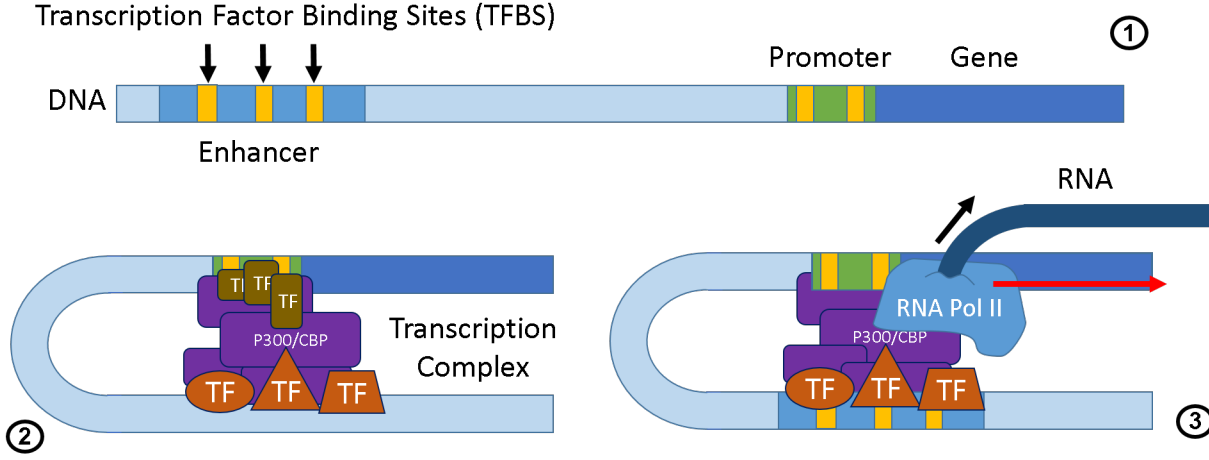 Transcription Factor Binding Sites (TFBS)
1
Promoter
Gene
DNA
Enhancer
RNA
TF
TF
TF
P300/CBP
Transcription
Complex
TF
TF
TF
2
RNA Pol II
P300/CBP
TF
TF
TF
3